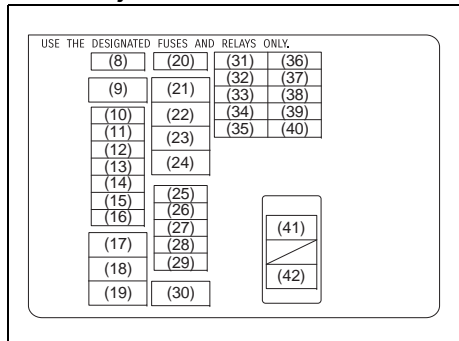 USE THE DESIGNATED FUSES AND RELAYS ONLY.
(8) (20) (31) (36)
(32) (37)
(9) (21) (33) (38)
(10) (22) (34) (39)
(11) (35) (40)
(12) (23)
(13)
(14) (24)
(15) (25)
(16) (26)
(27) (41)
(17) (28)
(18) (29)
(42)
(19) (30)